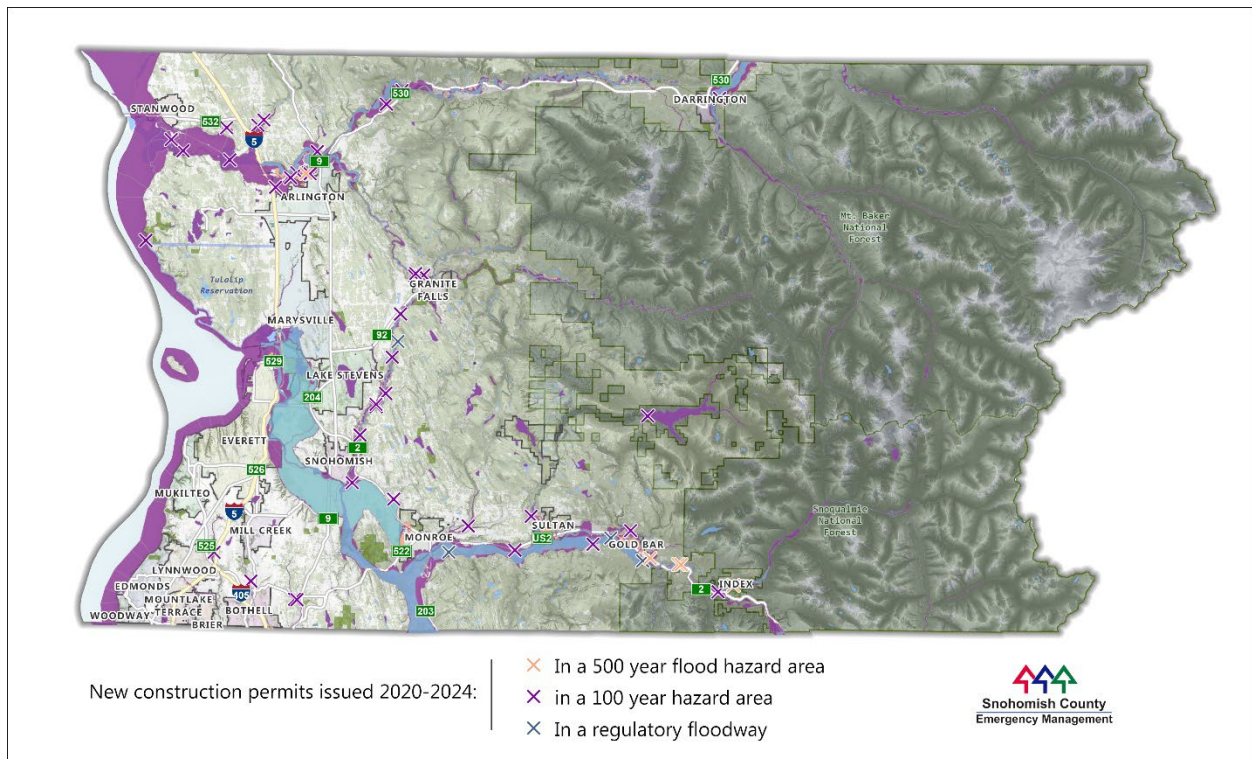 530
530
DARRINGTON
STANWOOD
532
5
9
ARLINGTON
Mt. Baker
National
Forest
Tulalip
Reservation
GRANITE
FALLS
MARYSVILLE
92
529
LAKE STEVENS
204
EVERETT
2
SNOHOMISH
526
MUKILTEO
5
9
MILL CREEK
Snoqualmie
National
Forest
SULTAN
MONROE
US2
522
GOLD BAR
525
LYNNWOOD
EDMONDS
405
2
INDEX
MOUNTLAKE
TERRACE
BOTHELL
WOODWAY
203
BRIER
New construction permits issued 2020-2024:
In a 500 year flood hazard area
in a 100 year hazard area
In a regulatory floodway
Snohomish County
Emergency Management